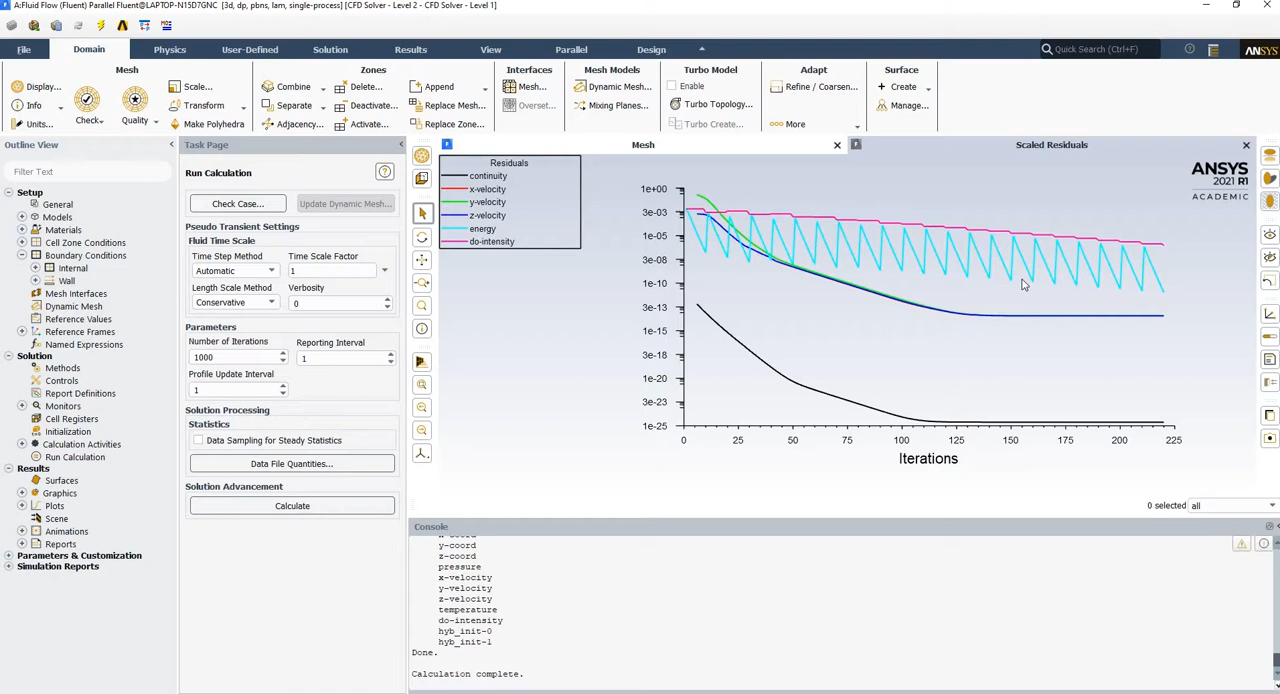 A:Fluid Flow (Fluent) Parallel Fluent@LAPTOP-N15D7GNC [3d, dp, pbns, lam, single-process] [CFD Solver - Level 2 - CFD Solver - Level 1]
File Domain Physics User-Defined Solution Results View Parallel Design
Quick Search (Ctrl+F)
ANSYS
Mesh
Display...
Info
Units...
Check
Quality
Scale...
Transform
Make Polyhedra
Zones
Combine
Separate
Adjacency...
Delete...
Deactivate...
Activate...
Append
Replace Mesh...
Replace Zone...
Interfaces
Mesh...
Overset...
Mesh Models
Dynamic Mesh...
Mixing Planes...
Turbo Model
Enable
Turbo Topology...
Turbo Create...
Adapt
Refine / Coarsen...
More
Surface
Create
Manage...
Outline View
Filter Text
Setup
General
Models
Materials
Cell Zone Conditions
Boundary Conditions
Internal
Wall
Mesh Interfaces
Dynamic Mesh
Reference Values
Reference Frames
Named Expressions
Solution
Methods
Controls
Report Definitions
Monitors
Cell Registers
Initialization
Calculation Activities
Run Calculation
Results
Surfaces
Graphics
Plots
Scene
Animations
Reports
Parameters & Customization
Simulation Reports
Task Page
Run Calculation
Check Case...
Update Dynamic Mesh...
Pseudo Transient Settings
Fluid Time Scale
Time Step Method
Time Scale Factor
Automatic
1
Length Scale Method
Verbosity
Conservative
0
Parameters
Number of Iterations
Reporting Interval
1000
1
Profile Update Interval
1
Solution Processing
Statistics
Data Sampling for Steady Statistics
Data File Quantities...
Solution Advancement
Calculate
Mesh
Scaled Residuals
Residuals
continuity
x-velocity
y-velocity
z-velocity
energy
do-intensity
ANSYS
2021 R1
ACADEMIC
1e+00
3e-03
1e-05
3e-08
1e-10
3e-13
1e-15
3e-18
1e-20
3e-23
1e-25
0 25 50 75 100 125 150 175 200 225
Iterations
0 selected all
Console
x-coord
y-coord
z-coord
pressure
x-velocity
y-velocity
z-velocity
temperature
do-intensity
hyb_init-0
hyb_init-1
Done.
Calculation complete.